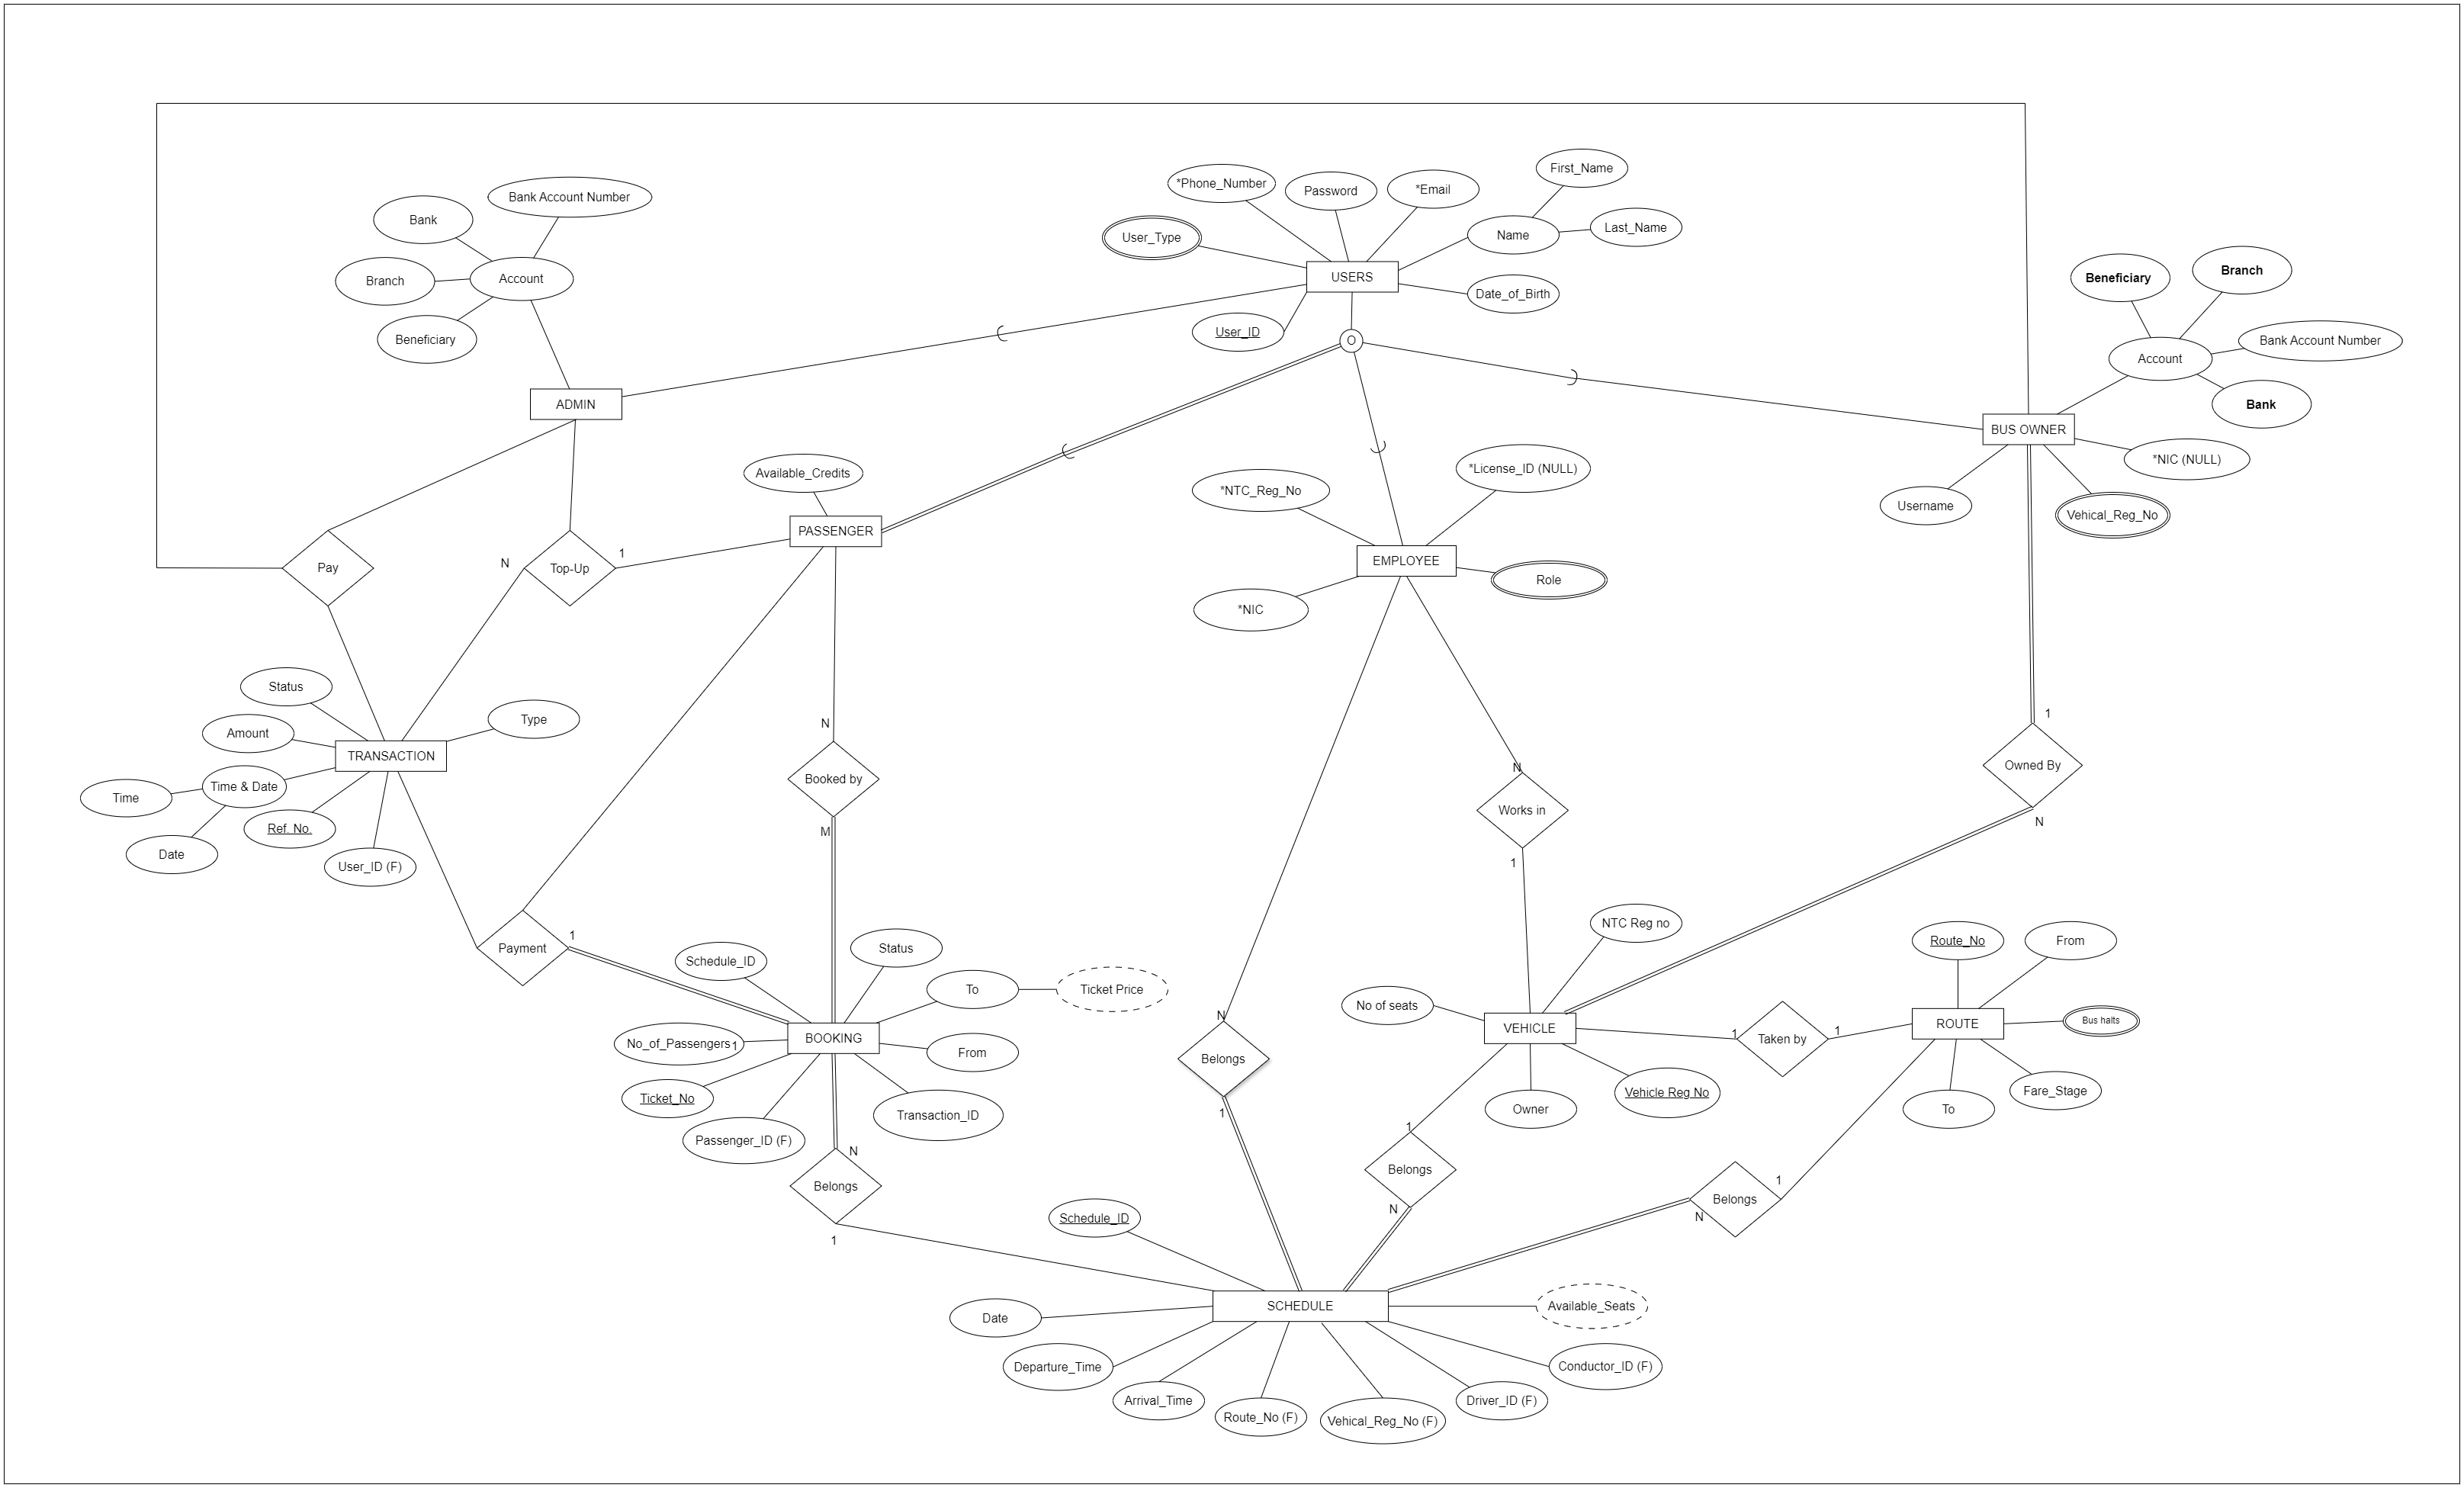 First_Name
*Phone_Number
Password
*Email
Bank Account Number
Bank
Last_Name
Name
User_Type
Branch
Account
USERS
Beneficiary
Branch
Date_of_Birth
User_ID
Beneficiary
O
Bank Account Number
Account
ADMIN
Bank
BUS OWNER
*NIC (NULL)
Available_Credits
*License_ID (NULL)
*NTC_Reg_No
Username
Vehical_Reg_No
PASSENGER
1
N
EMPLOYEE
Pay
Top-Up
Role
*NIC
Status
Type
1
N
Amount
TRANSACTION
Owned By
N
Booked by
Time & Date
Time
Works in
N
Ref. No.
M
Date
User_ID (F)
1
NTC Reg no
1
Payment
Status
Route_No
From
Schedule_ID
To
Ticket Price
No of seats
N
Bus halts
VEHICLE
ROUTE
1
1
BOOKING
Taken by
No_of_Passengers
1
From
Belongs
Fare_Stage
Vehicle Reg No
Ticket_No
Owner
To
Transaction_ID
1
1
Passenger_ID (F)
N
Belongs
1
Belongs
Belongs
N
N
Schedule_ID
1
SCHEDULE
Available_Seats
Date
Departure_Time
Conductor_ID (F)
Arrival_Time
Driver_ID (F)
Route_No (F)
Vehical_Reg_No (F)